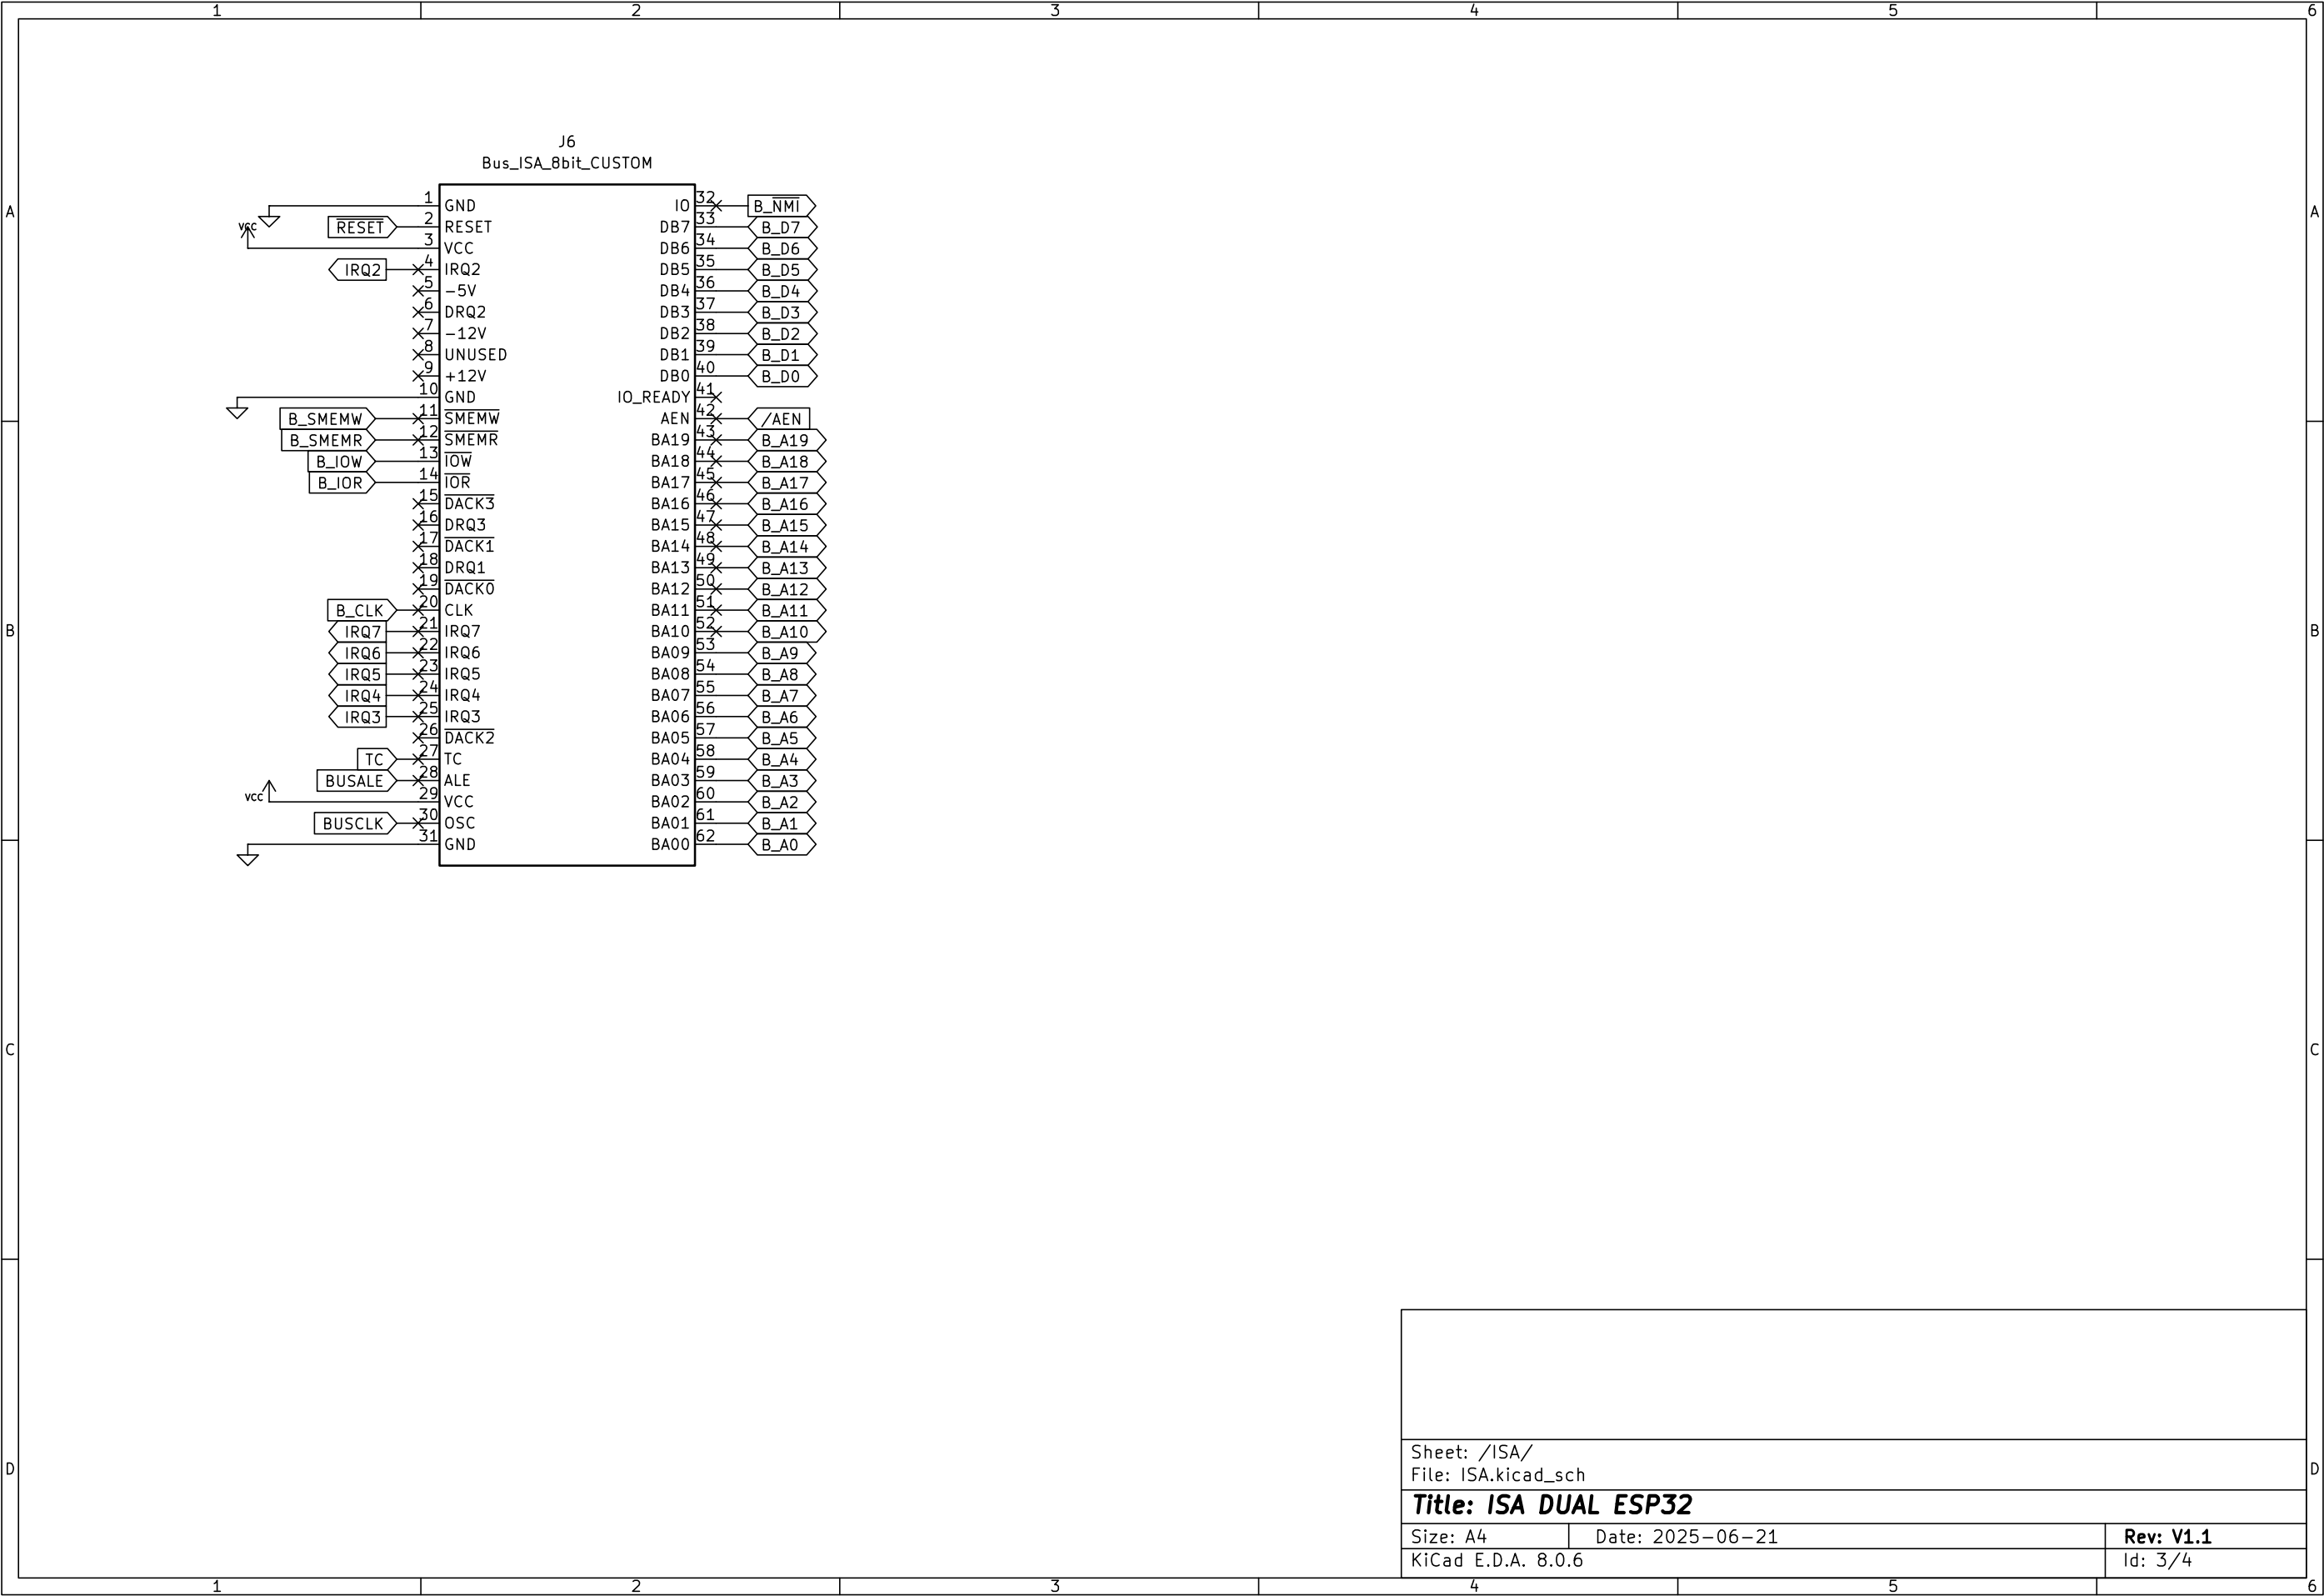 1 2 3 4 5 6
J6
Bus_ISA_8bit_CUSTOM
1 GND IO 32 B_NMI
A A
VCC
RESET 2 RESET DB7 33 B_D7
3 VCC DB6 34 B_D6
IRQ2 4 IRQ2 DB5 35 B_D5
5 -5V DB4 36 B_D4
6 DRQ2 DB3 37 B_D3
7 -12V DB2 38 B_D2
8 UNUSED DB1 39 B_D1
9 +12V DB0 40 B_D0
10 GND IO_READY 41
B_SMEMW 11 SMEMW AEN 42 /AEN
B_SMEMR 12 SMEMR BA19 43 B_A19
B_IOW 13 IOW BA18 44 B_A18
B_IOR 14 IOR BA17 45 B_A17
15 DACK3 BA16 46 B_A16
16 DRQ3 BA15 47 B_A15
17 DACK1 BA14 48 B_A14
18 DRQ1 BA13 49 B_A13
19 DACK0 BA12 50 B_A12
B_CLK 20 CLK BA11 51 B_A11
B B
IRQ7 21 IRQ7 BA10 52 B_A10
IRQ6 22 IRQ6 BA09 53 B_A9
IRQ5 23 IRQ5 BA08 54 B_A8
IRQ4 24 IRQ4 BA07 55 B_A7
IRQ3 25 IRQ3 BA06 56 B_A6
26 DACK2 BA05 57 B_A5
TC 27 TC BA04 58 B_A4
BUSALE 28 ALE BA03 59 B_A3
VCC
29 VCC BA02 60 B_A2
BUSCLK 30 OSC BA01 61 B_A1
31 GND BA00 62 B_A0
C C
D D
Sheet: /ISA/
File: ISA.kicad_sch
Title: ISA DUAL ESP32
Size: A4 Date: 2025-06-21 Rev: V1.1
KiCad E.D.A. 8.0.6 Id: 3/4
1 2 3 4 5 6